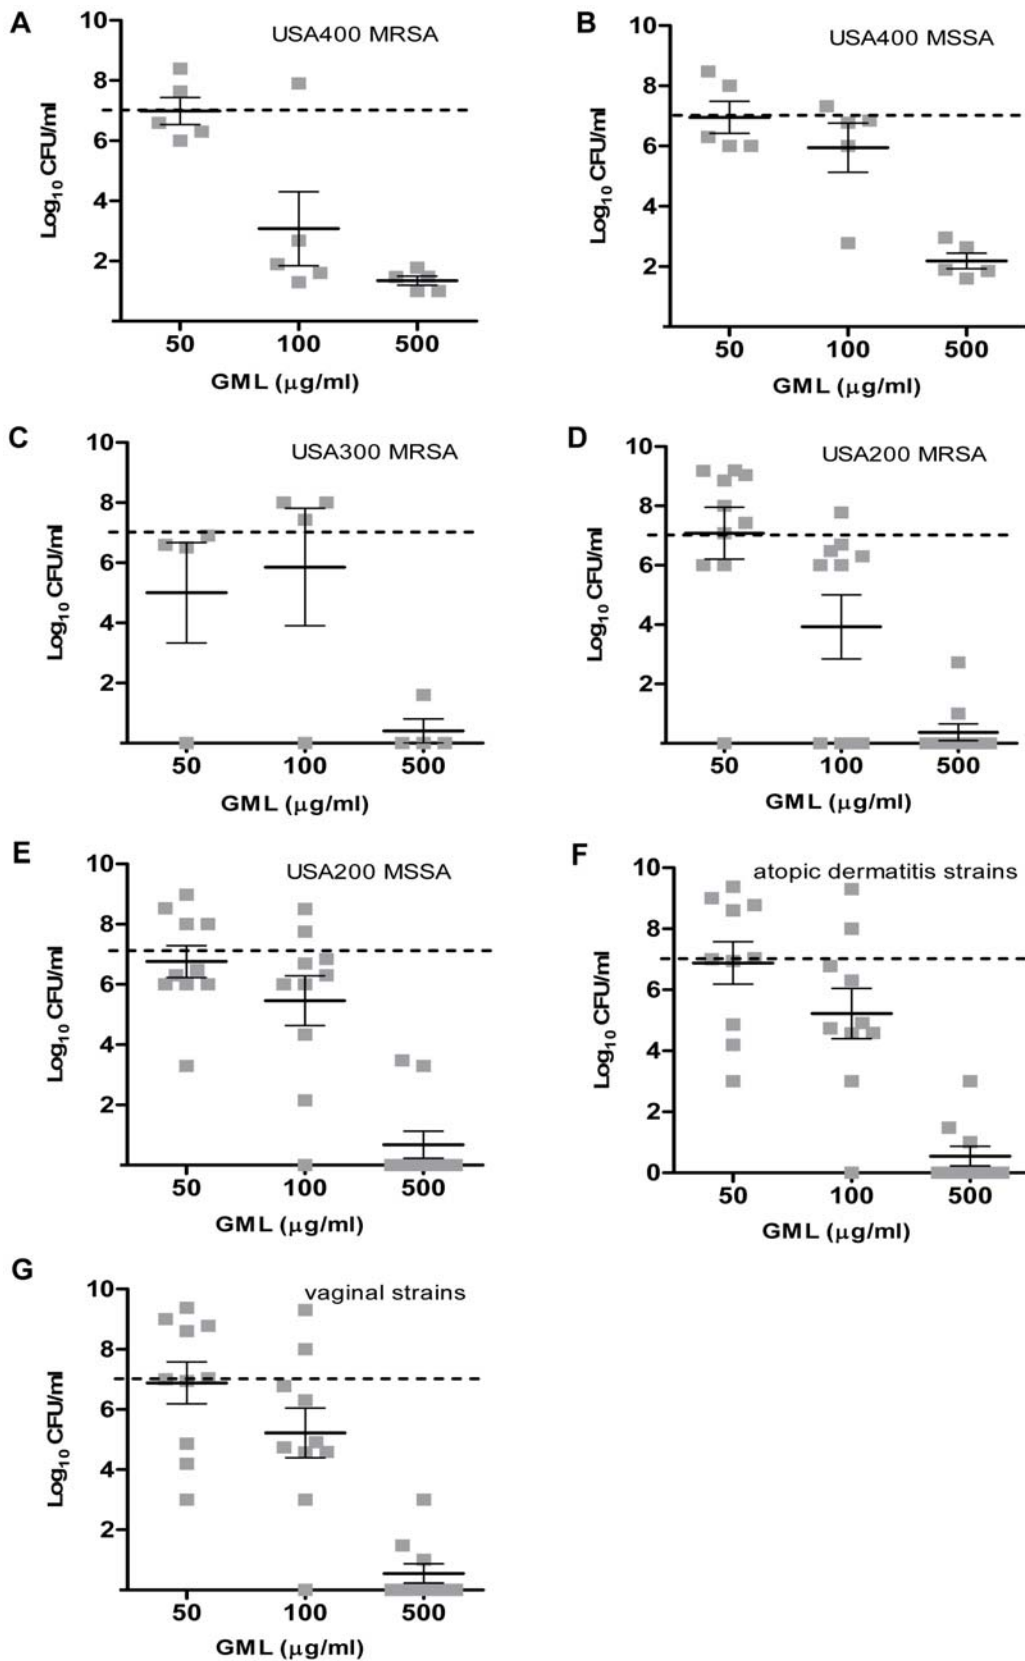 A
USA400 MRSA
10
8
6
4
2
Log10 CFU/ml
50 100 500
GML (μg/ml)
B
USA400 MSSA
10
8
6
4
2
Log10 CFU/ml
50 100 500
GML (μg/ml)
C
USA300 MRSA
10
8
6
4
2
Log10 CFU/ml
50 100 500
GML (μg/ml)
D
USA200 MRSA
10
8
6
4
2
Log10 CFU/ml
50 100 500
GML (μg/ml)
E
USA200 MSSA
10
8
6
4
2
Log10 CFU/ml
50 100 500
GML (μg/ml)
F
atopic dermatitis strains
10
8
6
4
2
0
Log10 CFU/ml
50 100 500
GML (μg/ml)
G
vaginal strains
10
8
6
4
2
Log10 CFU/ml
50 100 500
GML (μg/ml)